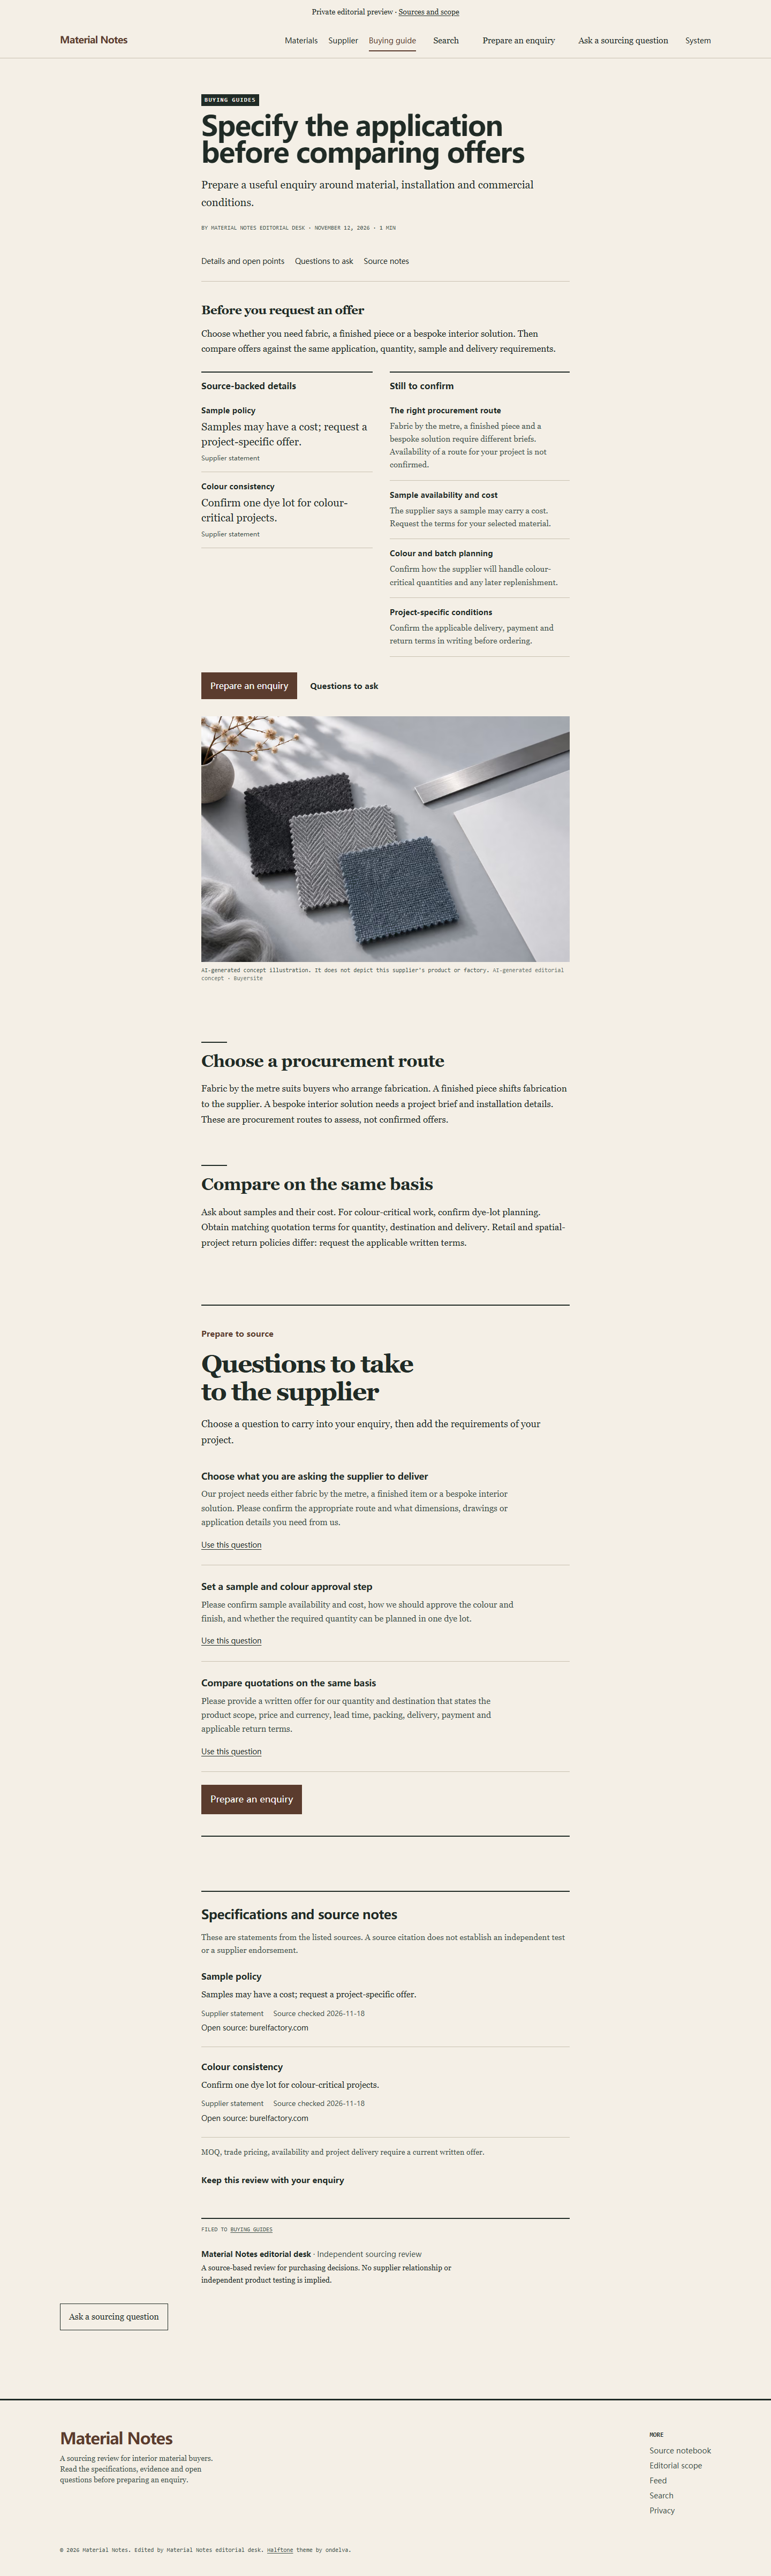 Private editorial preview · Sources and scope
Material Notes
Materials Supplier Buying guide Search Prepare an enquiry Ask a sourcing question System
BUYING GUIDES
Specify the application
before comparing offers
Prepare a useful enquiry around material, installation and commercial
conditions.
BY MATERIAL NOTES EDITORIAL DESK · NOVEMBER 12, 2026 · 1 MIN
Details and open points Questions to ask Source notes
Before you request an offer
Choose whether you need fabric, a finished piece or a bespoke interior solution. Then
compare offers against the same application, quantity, sample and delivery requirements.
Source-backed details
Sample policy
Samples may have a cost; request a
project-specific offer.
Supplier statement
Colour consistency
Confirm one dye lot for colour-
critical projects.
Supplier statement
Still to confirm
The right procurement route
Fabric by the metre, a finished piece and a
bespoke solution require different briefs.
Availability of a route for your project is not
confirmed.
Sample availability and cost
The supplier says a sample may carry a cost.
Request the terms for your selected material.
Colour and batch planning
Confirm how the supplier will handle colour-
critical quantities and any later replenishment.
Project-specific conditions
Confirm the applicable delivery, payment and
return terms in writing before ordering.
Prepare an enquiry Questions to ask
AI-generated concept illustration. It does not depict this supplier's product or factory. AI-generated editorial
concept · Buyersite
Choose a procurement route
Fabric by the metre suits buyers who arrange fabrication. A finished piece shifts fabrication
to the supplier. A bespoke interior solution needs a project brief and installation details.
These are procurement routes to assess, not confirmed offers.
Compare on the same basis
Ask about samples and their cost. For colour-critical work, confirm dye-lot planning.
Obtain matching quotation terms for quantity, destination and delivery. Retail and spatial-
project return policies differ: request the applicable written terms.
Prepare to source
Questions to take
to the supplier
Choose a question to carry into your enquiry, then add the requirements of your
project.
Choose what you are asking the supplier to deliver
Our project needs either fabric by the metre, a finished item or a bespoke interior
solution. Please confirm the appropriate route and what dimensions, drawings or
application details you need from us.
Use this question
Set a sample and colour approval step
Please confirm sample availability and cost, how we should approve the colour and
finish, and whether the required quantity can be planned in one dye lot.
Use this question
Compare quotations on the same basis
Please provide a written offer for our quantity and destination that states the
product scope, price and currency, lead time, packing, delivery, payment and
applicable return terms.
Use this question
Prepare an enquiry
Specifications and source notes
These are statements from the listed sources. A source citation does not establish an independent test
or a supplier endorsement.
Sample policy
Samples may have a cost; request a project-specific offer.
Supplier statement Source checked 2026-11-18
Open source: burelfactory.com
Colour consistency
Confirm one dye lot for colour-critical projects.
Supplier statement Source checked 2026-11-18
Open source: burelfactory.com
MOQ, trade pricing, availability and project delivery require a current written offer.
Keep this review with your enquiry
FILED TO BUYING GUIDES
Material Notes editorial desk · Independent sourcing review
A source-based review for purchasing decisions. No supplier relationship or
independent product testing is implied.
Ask a sourcing question
Material Notes
A sourcing review for interior material buyers.
Read the specifications, evidence and open
questions before preparing an enquiry.
MORE
Source notebook
Editorial scope
Feed
Search
Privacy
© 2026 Material Notes. Edited by Material Notes editorial desk. Halftone theme by ondelva.